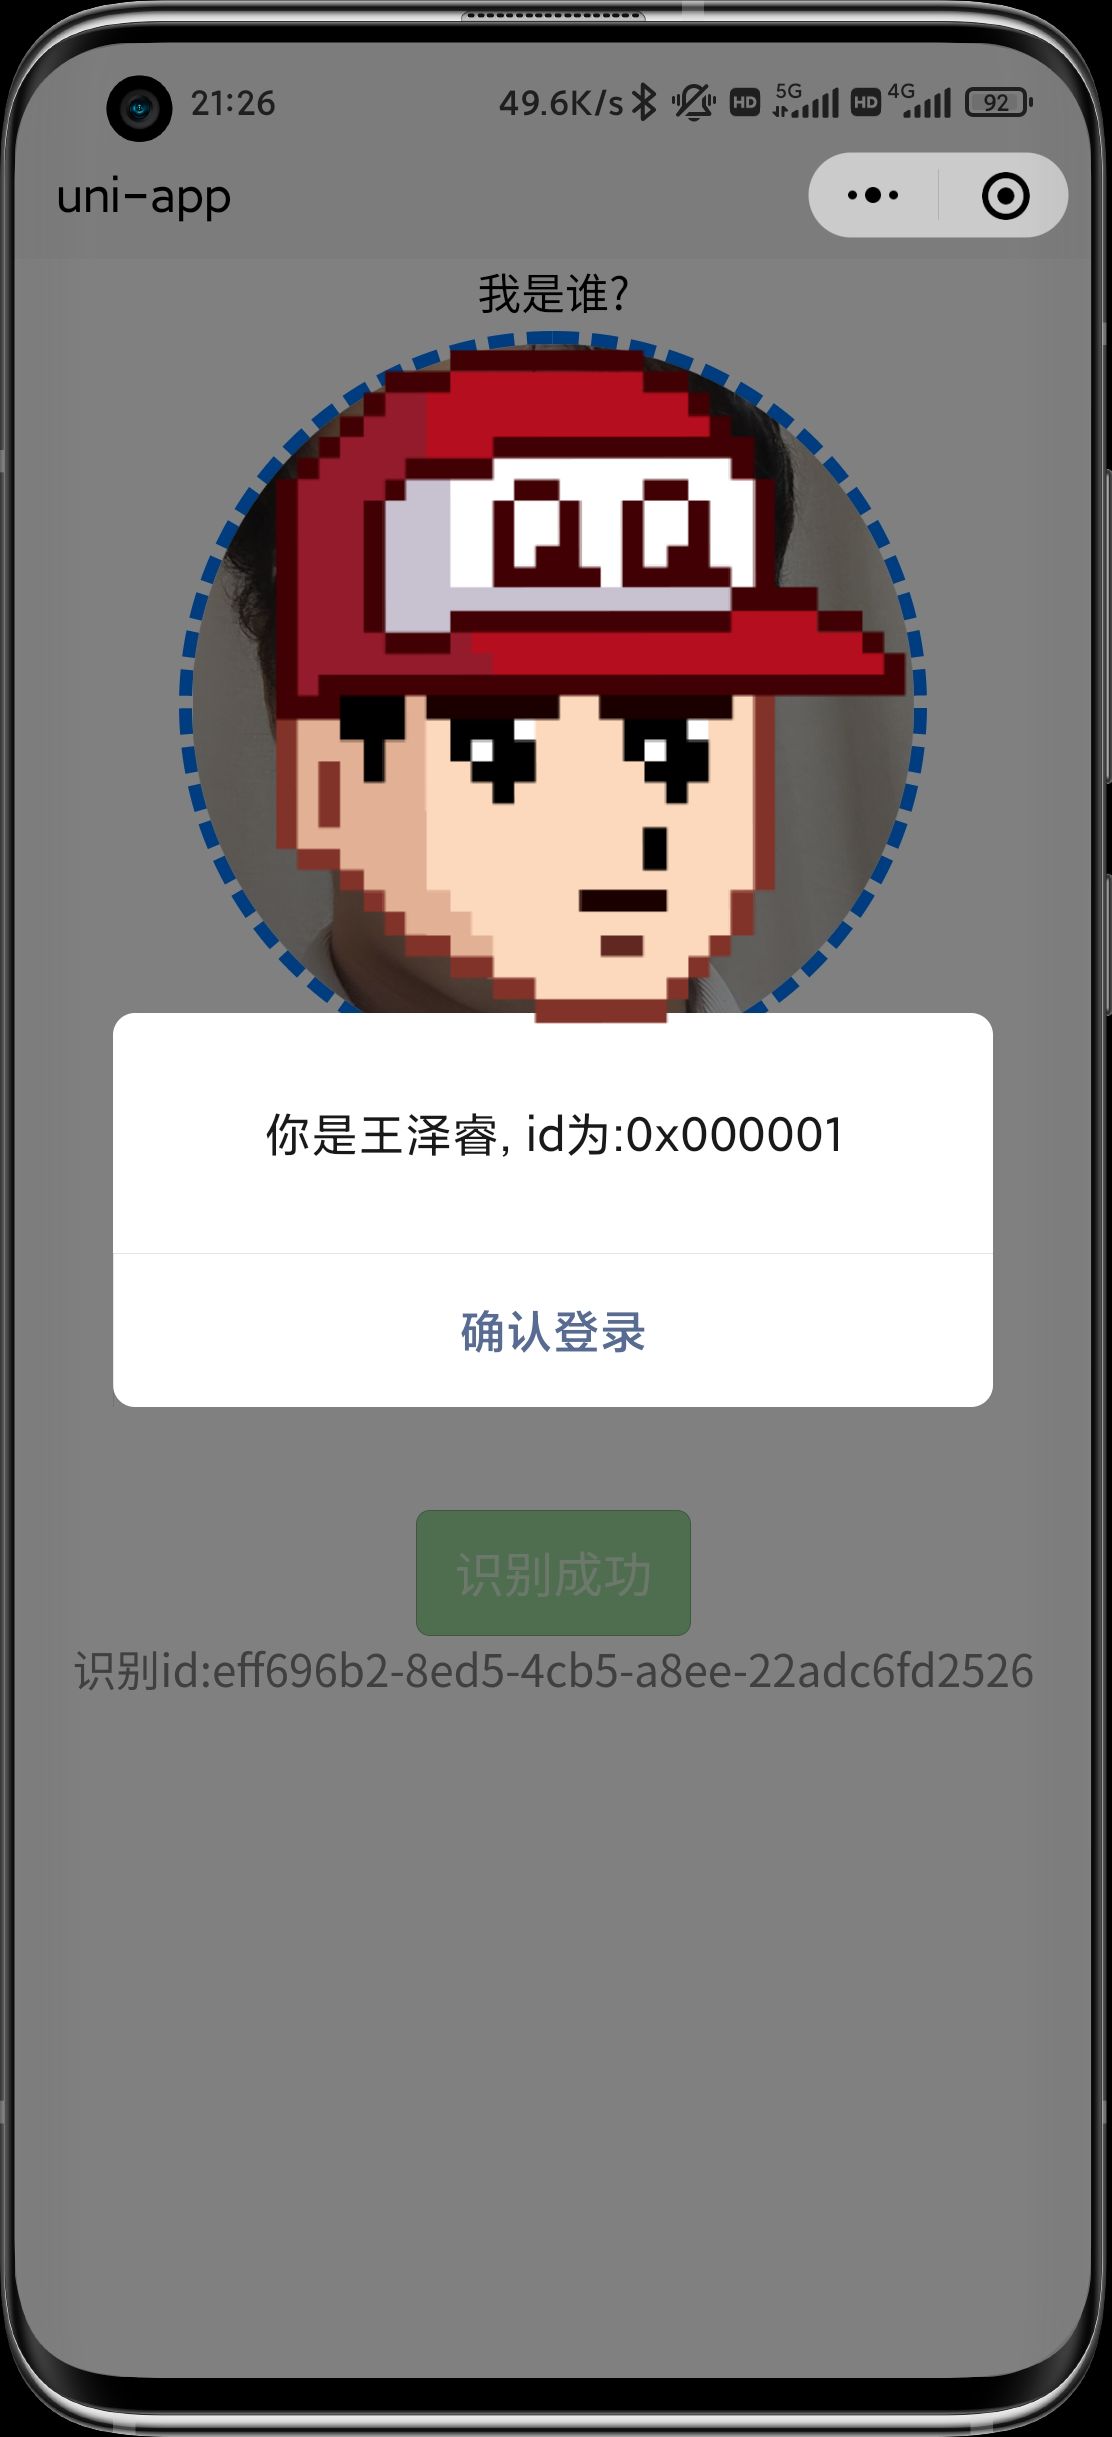 21:26 49.6K/s HD 5G HD 4G 92
uni-app
我是谁?
你是王泽睿, id为:0x000001
确认登录
识别成功
识别id:eff696b2-8ed5-4cb5-a8ee-22adc6fd2526